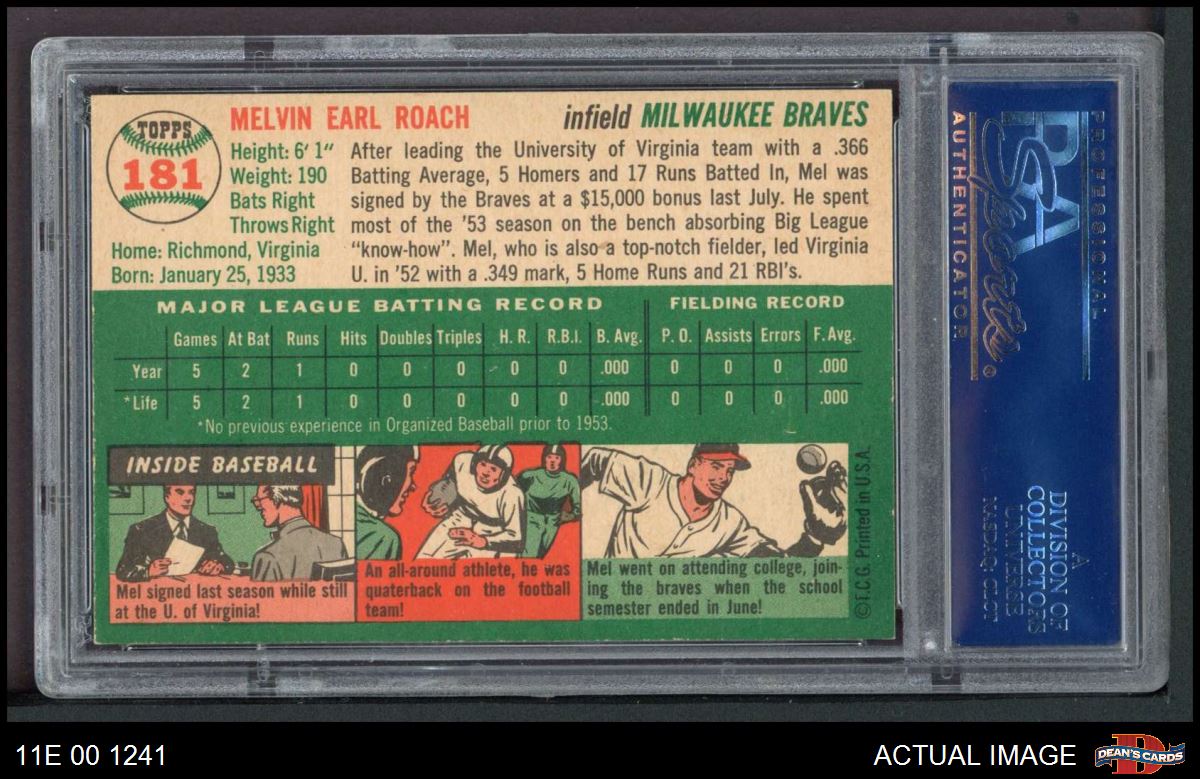 TOPPS
181
MELVIN EARL ROACH
infield MILWAUKEE BRAVES
Height: 6' 1"
Weight: 190
Bats Right
Throws Right
Home: Richmond, Virginia
Born: January 25, 1933
After leading the University of Virginia team with a .366
Batting Average, 5 Homers and 17 Runs Batted In, Mel was
signed by the Braves at a $15,000 bonus last July. He spent
most of the '53 season on the bench absorbing Big League
"know-how". Mel, who is also a top-notch fielder, led Virginia
U. in '52 with a .349 mark, 5 Home Runs and 21 RBI's.
MAJOR LEAGUE BATTING RECORD FIELDING RECORD
Games At Bat Runs Hits Doubles Triples H. R. R.B.I. B. Avg. P. O. Assists Errors F. Avg.
Year 5 2 1 0 0 0 0 0 .000 0 0 0 .000
*Life 5 2 1 0 0 0 0 0 .000 0 0 0 .000
*No previous experience in Organized Baseball prior to 1953.
INSIDE BASEBALL
Mel signed last season while still
at the U. of Virginia!
An all-around athlete, he was
quaterback on the football
team!
Mel went on attending college, join-
ing the braves when the school
semester ended in June!
©T.C.G. Printed in U.S.A.
PROFESSIONAL
PSA
Sports
AUTHENTICATOR
A
DIVISION OF
COLLECTORS
UNIVERSE
NASDAQ: CLCT
11E 00 1241
ACTUAL IMAGE
D
DEAN'S CARDS